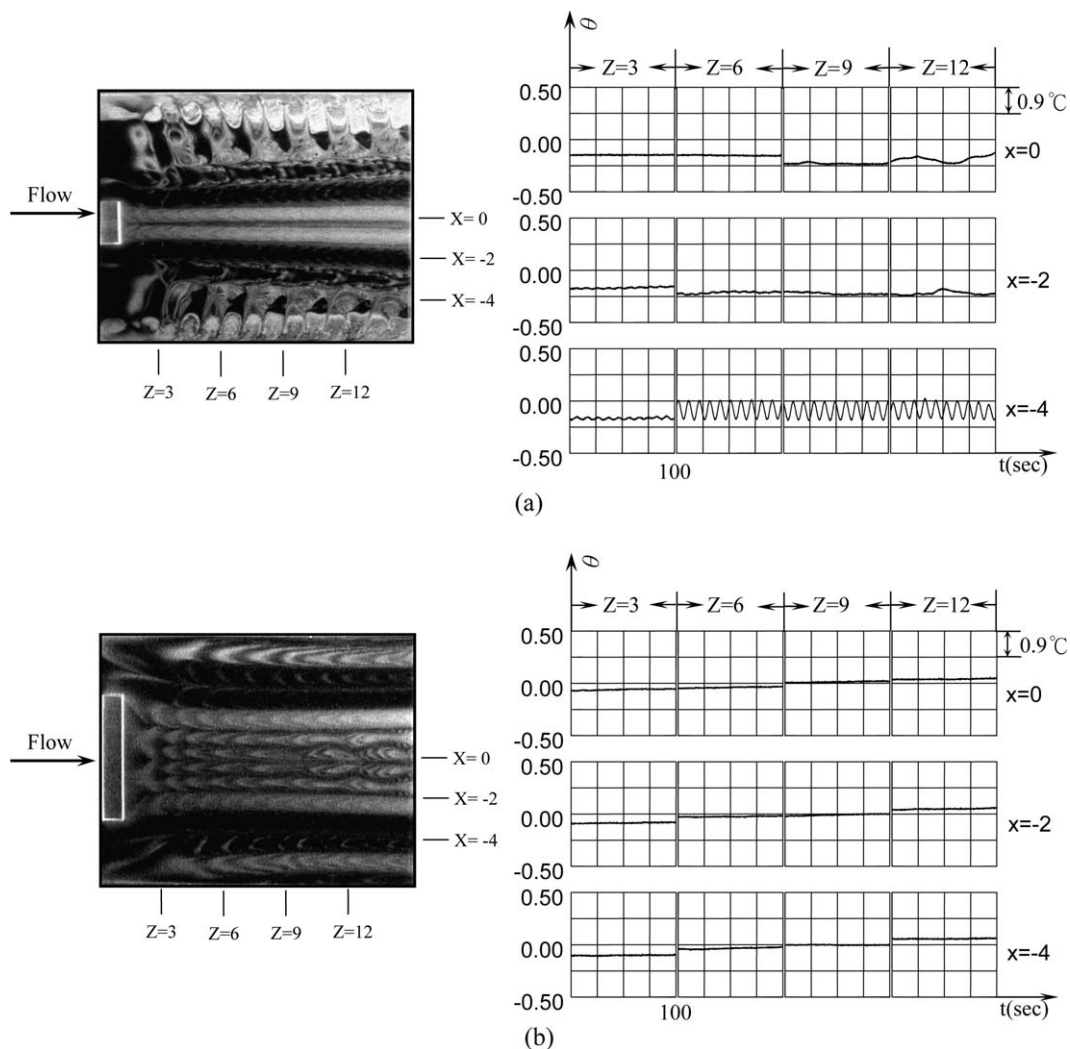 θ
Z=3 Z=6 Z=9 Z=12
0.50
0.9℃
0.00
x=0
-0.50
Flow
X= 0
X= -2
X= -4
Z=3 Z=6 Z=9 Z=12
0.50
0.00
x=-2
-0.50
0.50
0.00
x=-4
-0.50
100
t(sec)
(a)
θ
Z=3 Z=6 Z=9 Z=12
0.50
0.9℃
0.00
x=0
-0.50
Flow
X= 0
X= -2
X= -4
Z=3 Z=6 Z=9 Z=12
0.50
0.00
x=-2
-0.50
0.50
0.00
x=-4
-0.50
100
t(sec)
(b)